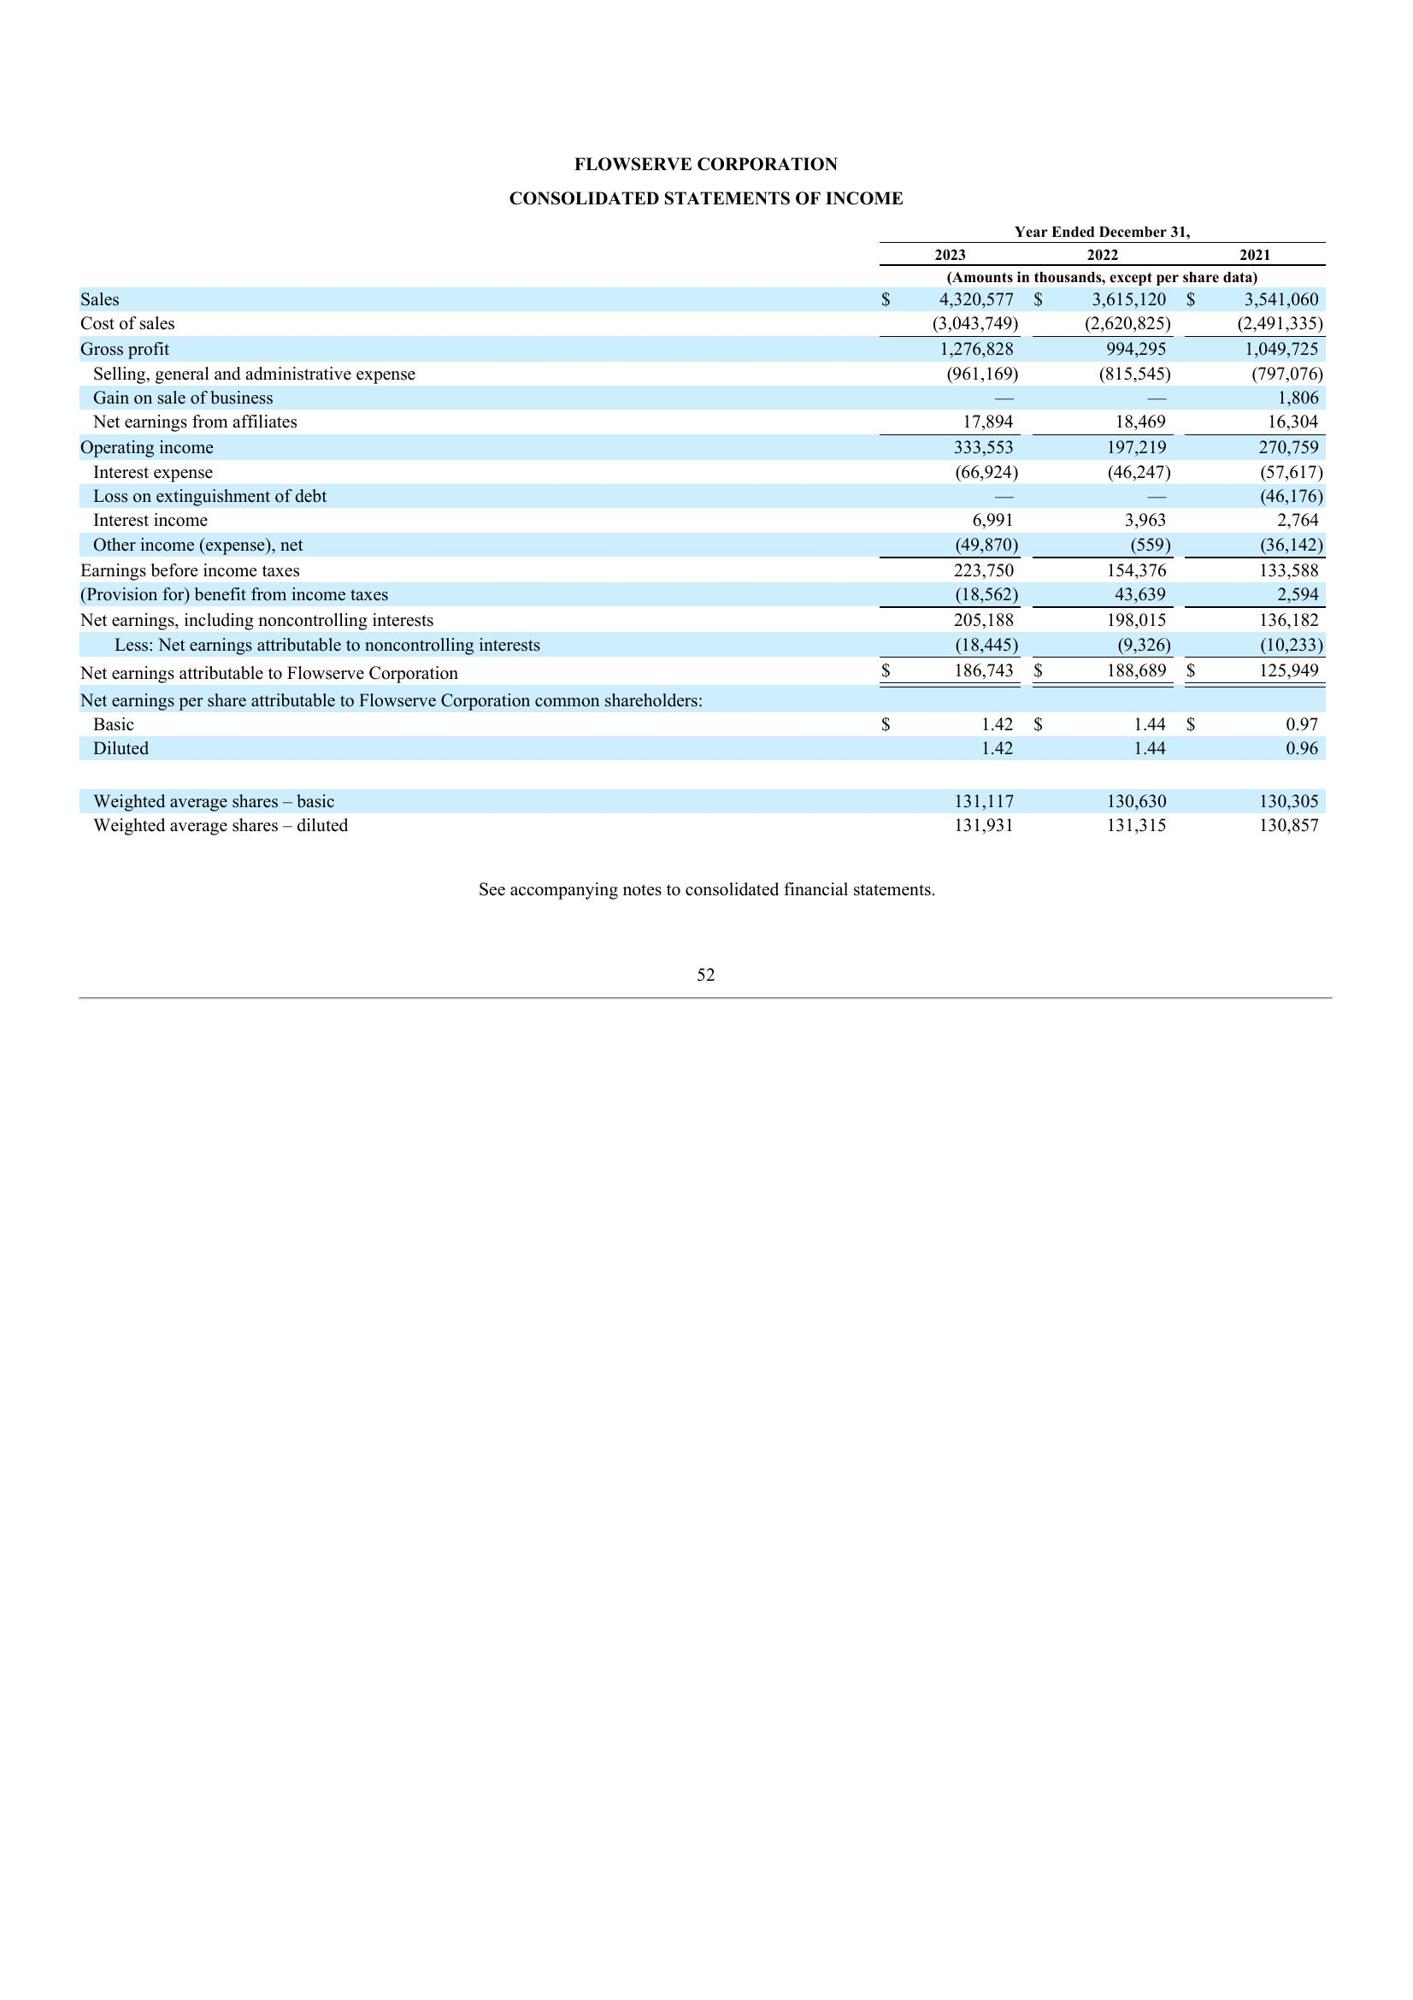 FLOWSERVE CORPORATION
CONSOLIDATED STATEMENTS OF INCOME
Year Ended December 31,
2023 2022 2021
(Amounts in thousands, except per share data)
Sales $ 4,320,577 $ 3,615,120 $ 3,541,060
Cost of sales (3,043,749) (2,620,825) (2,491,335)
Gross profit 1,276,828 994,295 1,049,725
Selling, general and administrative expense (961,169) (815,545) (797,076)
Gain on sale of business — — 1,806
Net earnings from affiliates 17,894 18,469 16,304
Operating income 333,553 197,219 270,759
Interest expense (66,924) (46,247) (57,617)
Loss on extinguishment of debt — — (46,176)
Interest income 6,991 3,963 2,764
Other income (expense), net (49,870) (559) (36,142)
Earnings before income taxes 223,750 154,376 133,588
(Provision for) benefit from income taxes (18,562) 43,639 2,594
Net earnings, including noncontrolling interests 205,188 198,015 136,182
Less: Net earnings attributable to noncontrolling interests (18,445) (9,326) (10,233)
Net earnings attributable to Flowserve Corporation $ 186,743 $ 188,689 $ 125,949
Net earnings per share attributable to Flowserve Corporation common shareholders:
Basic $ 1.42 $ 1.44 $ 0.97
Diluted 1.42 1.44 0.96
Weighted average shares – basic 131,117 130,630 130,305
Weighted average shares – diluted 131,931 131,315 130,857
See accompanying notes to consolidated financial statements.
52